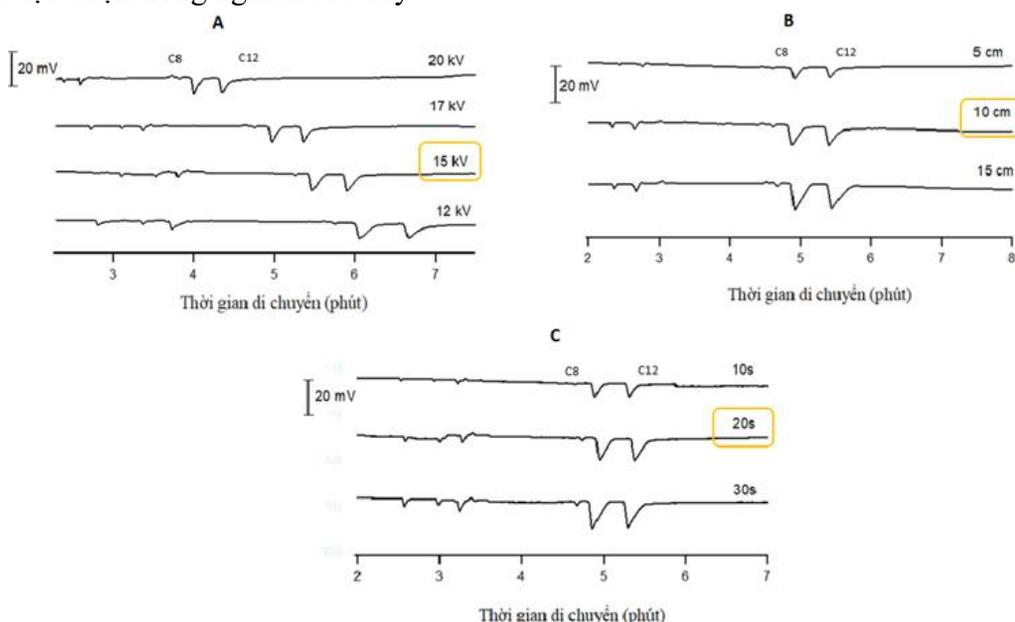 A
C8
C12
20 kV
20 mV
17 kV
15 kV
12 kV
3 4 5 6 7
Thời gian di chuyển (phút)
B
C8
C12
5 cm
20 mV
10 cm
15 cm
2 3 4 5 6 7 8
Thời gian di chuyển (phút)
C
C8
C12
10s
20 mV
20s
30s
2 3 4 5 6 7
Thời gian di chuyển (phút)